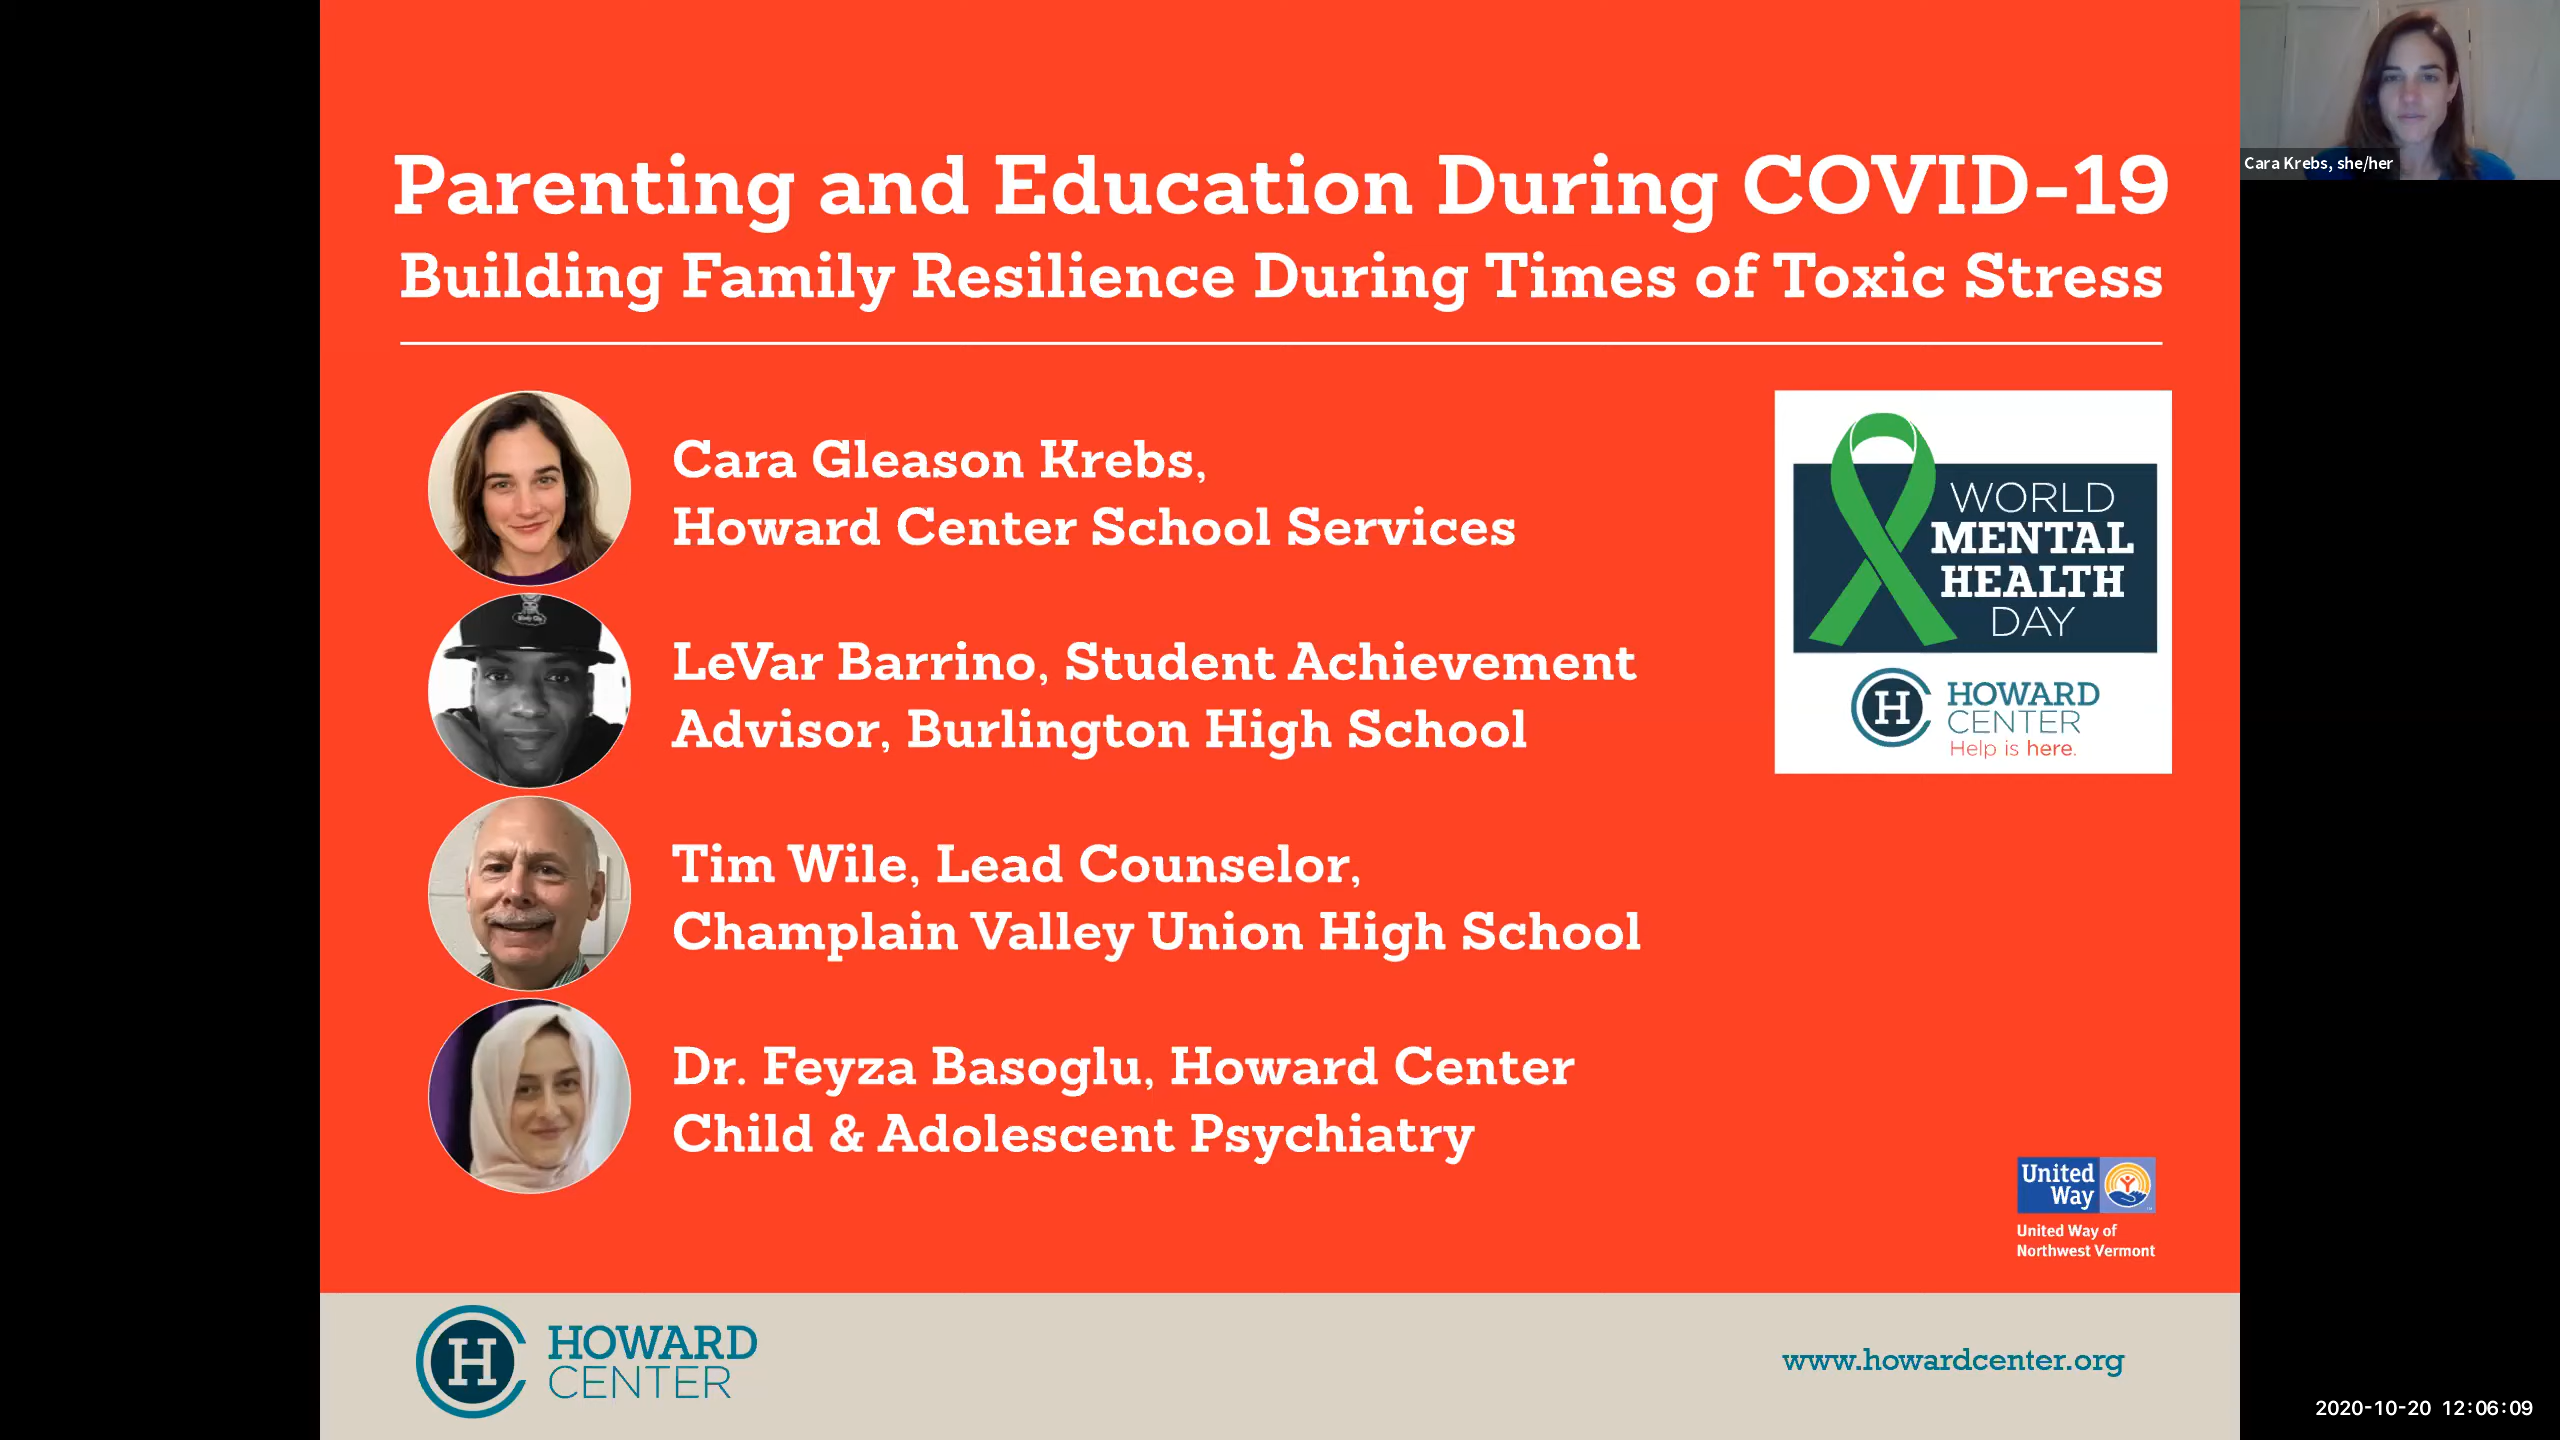 Parenting and Education During COVID-19
Building Family Resilience During Times of Toxic Stress
Cara Krebs, she/her
Cara Gleason Krebs,
Howard Center School Services
LeVar Barrino, Student Achievement
Advisor, Burlington High School
Tim Wile, Lead Counselor,
Champlain Valley Union High School
Dr. Feyza Basoglu, Howard Center
Child & Adolescent Psychiatry
WORLD
MENTAL
HEALTH
DAY
H
HOWARD
CENTER
Help is here.
United
Way
United Way of
Northwest Vermont
H
HOWARD
CENTER
www.howardcenter.org
2020-10-20 12:06:09